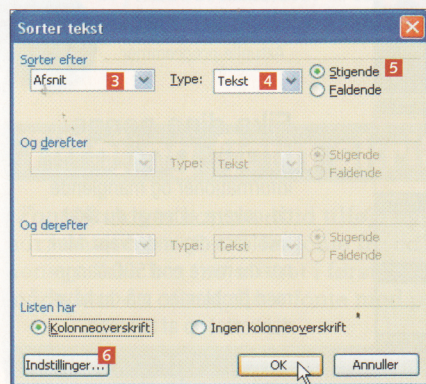 Sorter tekst
Sorter efter
Afsnit 3 Type: Tekst 4 Stigende 5
Faldende
Og derefter
Type: Tekst Stigende
Faldende
Og derefter
Type: Tekst Stigende
Faldende
Listen har
Kolonneoverskrift Ingen kolonneoverskrift
Indstillinger... 6 OK Annuller